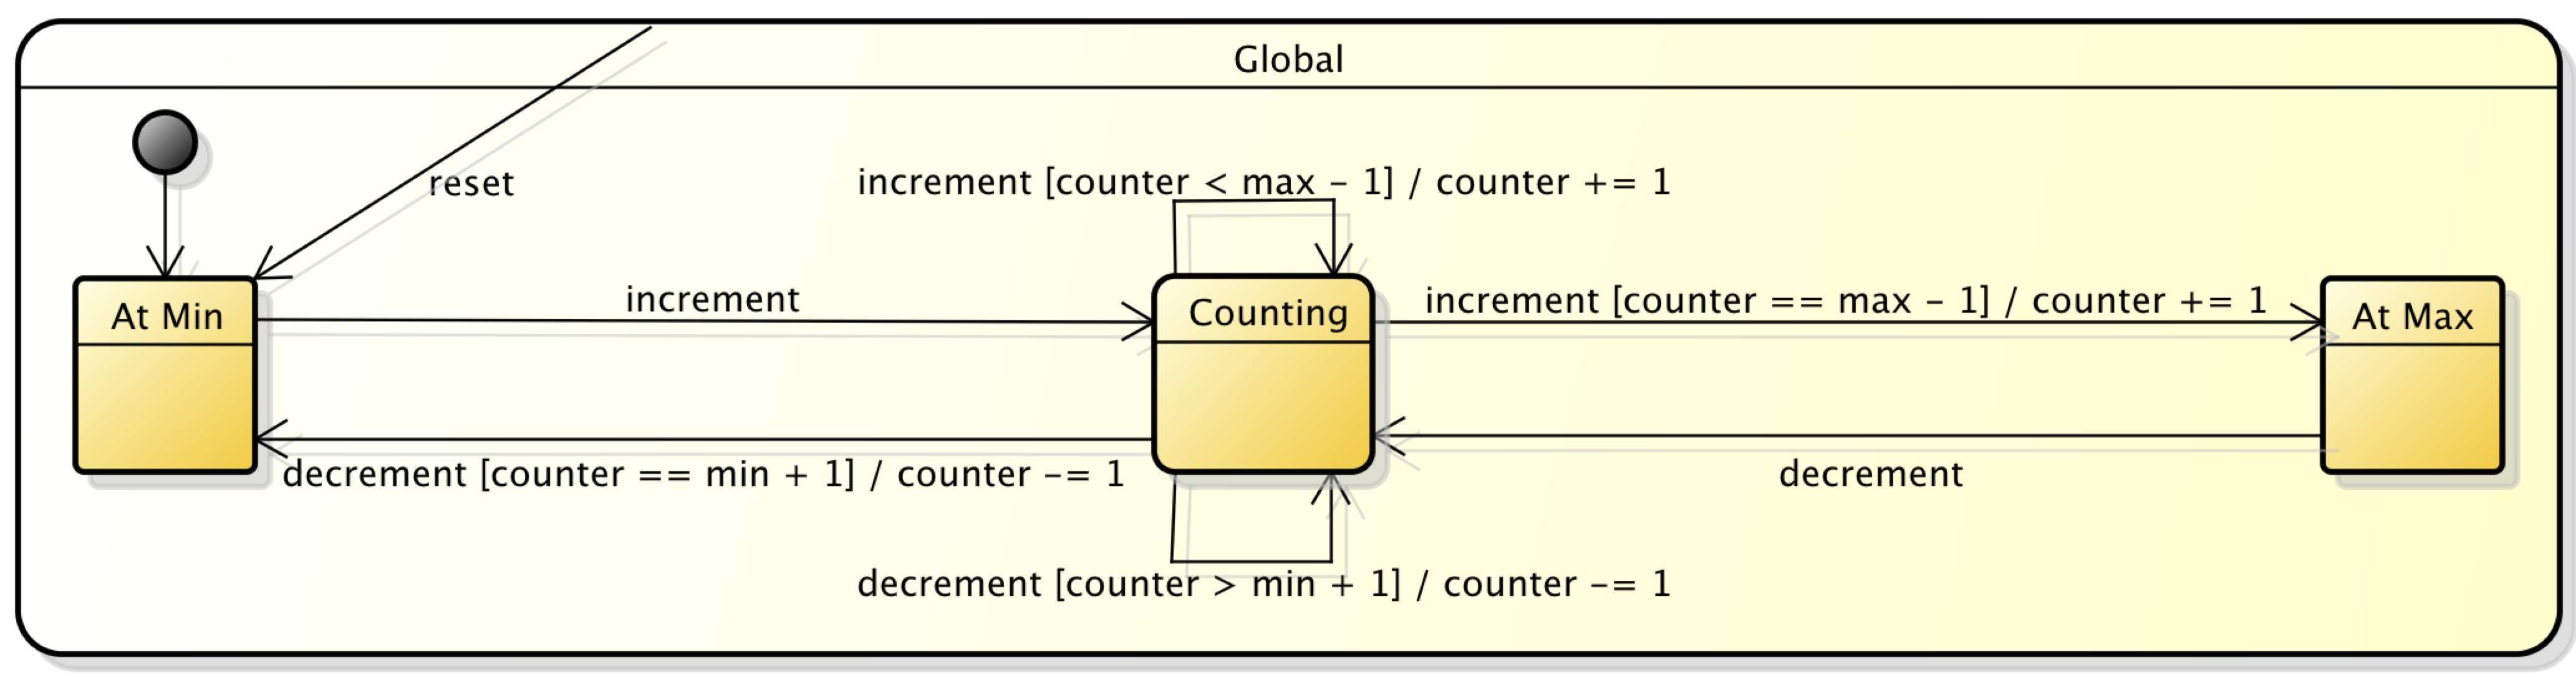 Global
reset
increment [counter < max – 1] / counter += 1
At Min
increment
Counting
increment [counter == max – 1] / counter += 1
At Max
decrement [counter == min + 1] / counter –= 1
decrement
decrement [counter > min + 1] / counter –= 1